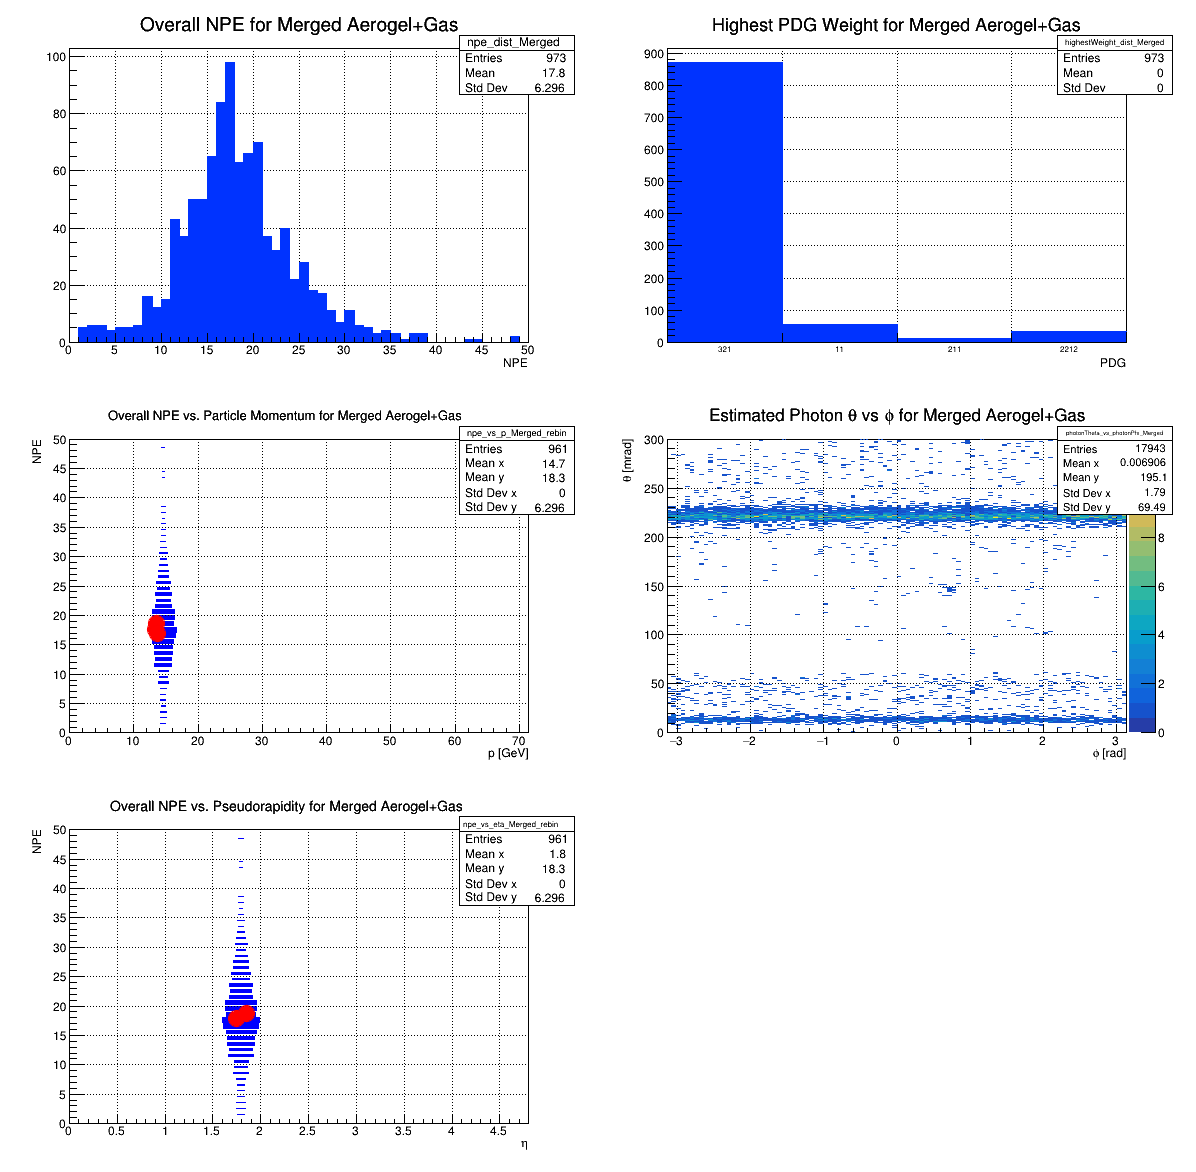 Overall NPE for Merged Aerogel+Gas
npe_dist_Merged
Entries 973
Mean 17.8
Std Dev 6.296
100
80
60
40
20
0
0 5 10 15 20 25 30 35 40 45 50
NPE
Highest PDG Weight for Merged Aerogel+Gas
highestWeight_dist_Merged
Entries 973
Mean 0
Std Dev 0
900
800
700
600
500
400
300
200
100
0
321 11 211 2212
PDG
Overall NPE vs. Particle Momentum for Merged Aerogel+Gas
npe_vs_p_Merged_rebin
Entries 961
Mean x 14.7
Mean y 18.3
Std Dev x 0
Std Dev y 6.296
NPE
50
45
40
35
30
25
20
15
10
5
0
0 10 20 30 40 50 60 70
p [GeV]
Estimated Photon θ vs ϕ for Merged Aerogel+Gas
photonTheta_vs_photonPhi_Merged
Entries 17943
Mean x 0.006906
Mean y 195.1
Std Dev x 1.79
Std Dev y 69.49
θ [mrad]
300
250
200
150
100
50
0
−3 −2 −1 0 1 2 3
ϕ [rad]
8
6
4
2
0
Overall NPE vs. Pseudorapidity for Merged Aerogel+Gas
npe_vs_eta_Merged_rebin
Entries 961
Mean x 1.8
Mean y 18.3
Std Dev x 0
Std Dev y 6.296
NPE
50
45
40
35
30
25
20
15
10
5
0
0 0.5 1 1.5 2 2.5 3 3.5 4 4.5
η